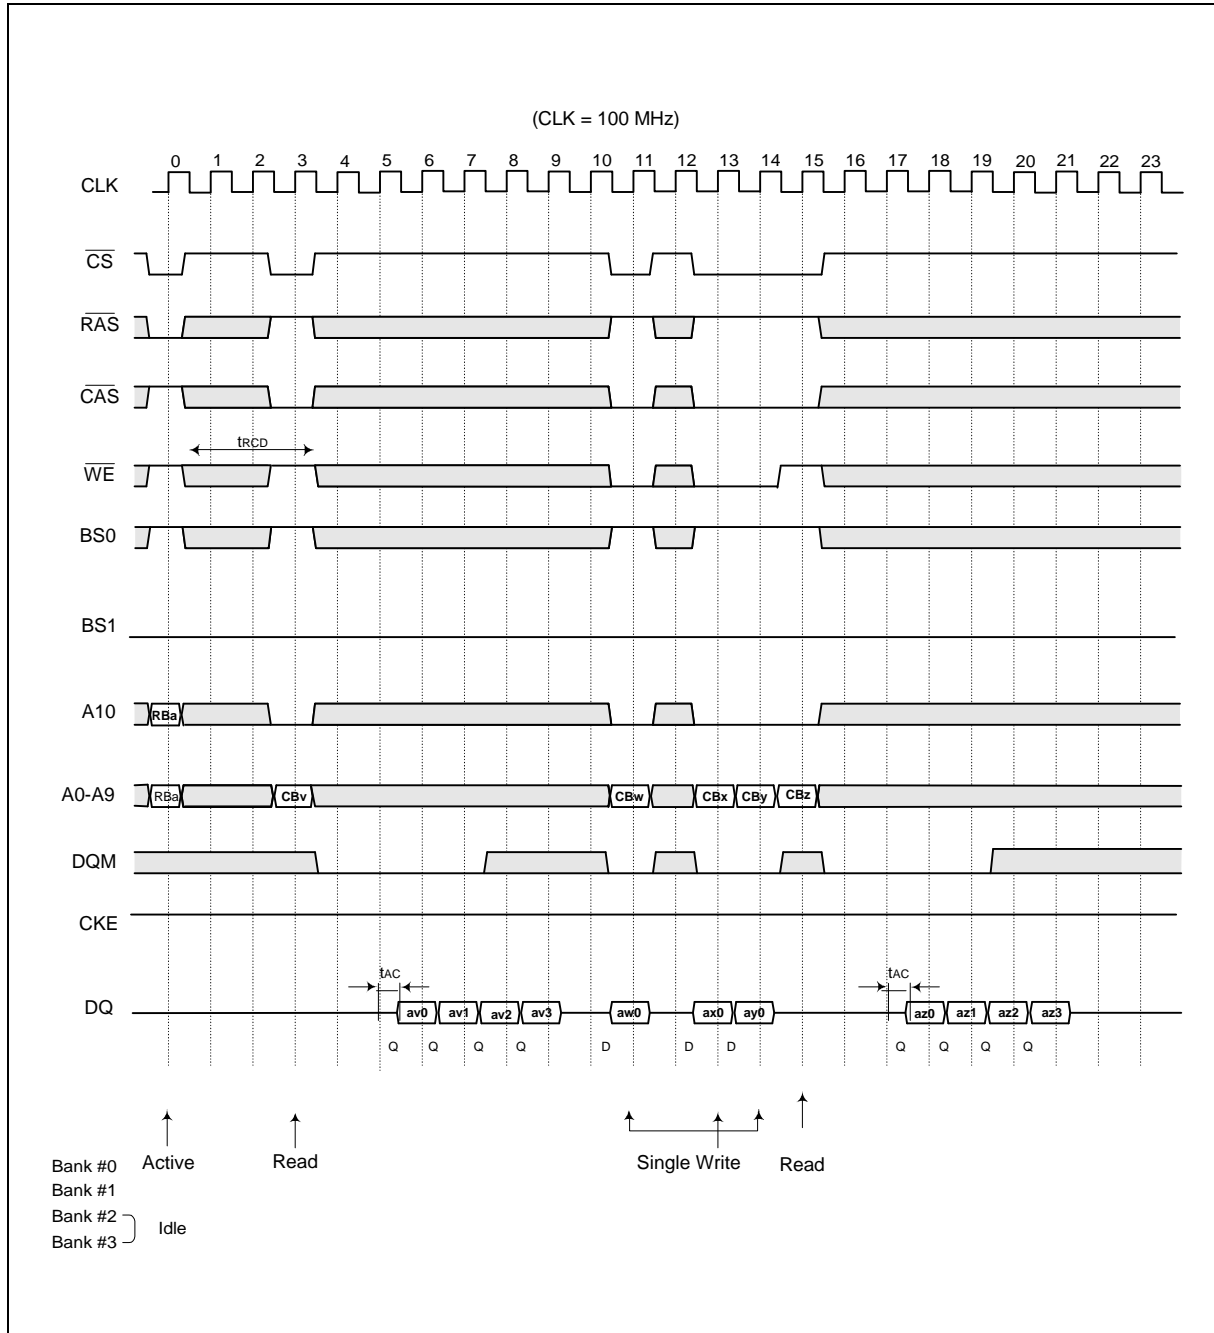 (CLK = 100 MHz)
0 1 2 3 4 5 6 7 8 9 10 11 12 13 14 15 16 17 18 19 20 21 22 23
CLK
CS
RAS
CAS
tRCD
WE
BS0
BS1
A10 RBa
A0-A9 RBa CBv CBw CBx CBy CBz
DQM
CKE
tAC tAC
DQ av0 av1 av2 av3 aw0 ax0 ay0 az0 az1 az2 az3
Q Q Q Q D D D Q Q Q Q
Bank #0 Active Read Single Write Read
Bank #1
Bank #2
Idle
Bank #3